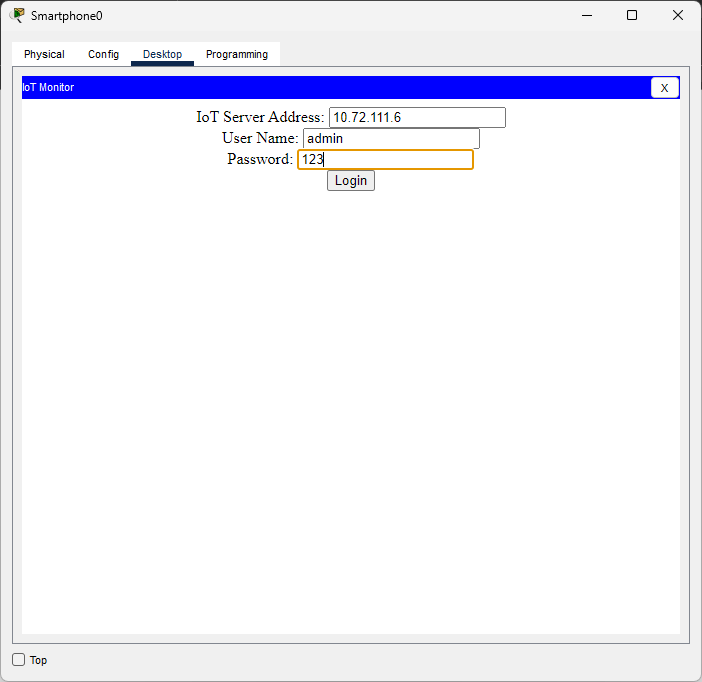 Smartphone0
Physical Config Desktop Programming
IoT Monitor X
IoT Server Address: 10.72.111.6
User Name: admin
Password: 123
Login
Top